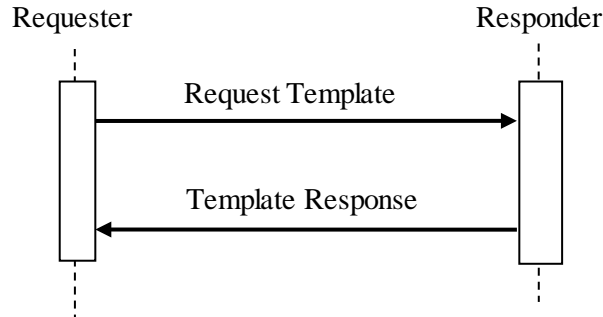 Requester
Responder
Request Template
Template Response